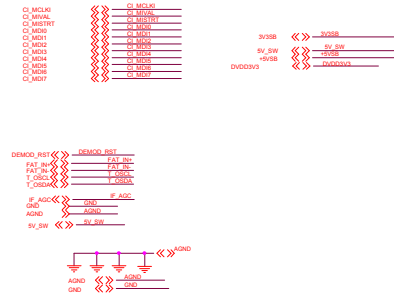 CI_MCLKI CI_MCLKI
CI_MIVAL CI_MIVAL
CI_MISTRT CI_MISTRT
CI_MDI0 CI_MDI0
CI_MDI1 CI_MDI1
CI_MDI2 CI_MDI2
CI_MDI3 CI_MDI3
CI_MDI4 CI_MDI4
CI_MDI5 CI_MDI5
CI_MDI6 CI_MDI6
CI_MDI7 CI_MDI7
3V3SB 3V3SB
5V_SW 5V_SW
+5VSB +5VSB
DVDD3V3 DVDD3V3
DEMOD_RST DEMOD_RST
FAT_IN+ FAT_IN+
FAT_IN- FAT_IN-
T_OSCL T_OSCL
T_OSDA T_OSDA
IF_AGC IF_AGC
GND GND
AGND AGND
5V_SW 5V_SW
AGND
AGND AGND
GND GND